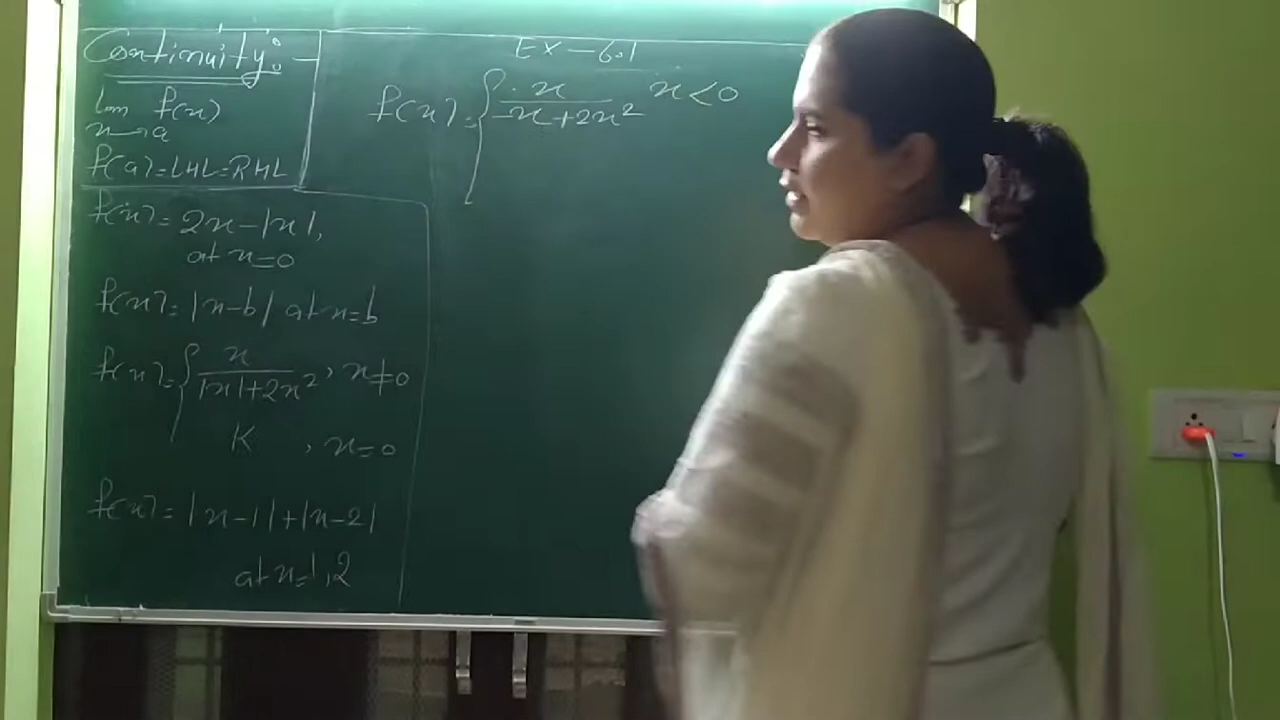 Continuity:-
lim f(x)
x→a
f(a)=LHL=RHL
f(x)=2x-|x|,
at x=0
f(x)=|x-b| at x=b
f(x)={ x/(|x|+2x²), x≠0
K , x=0
f(x)=|x-1|+|x-2|
at x=1,2
EX-6.1
f(x)={ x/(-x+2x²) x<0